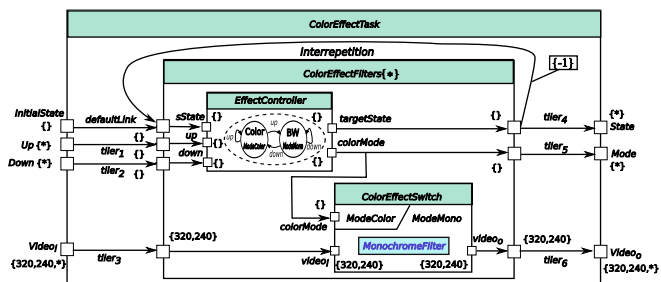 ColorEffectTask
Interrepetition
{-1}
ColorEffectFilters{*}
EffectController
InitialState
{}
defaultLink
sState
{}
{}
targetState
{}
tiler4
{*}
State
Up {*}
{}
tiler1
up
{}
up
Color
ModeColor
up
BW
ModeMono
down
down
{}
colorMode
{}
tiler5
Mode
{*}
Down {*}
{}
tiler2
down
{}
ColorEffectSwitch
{}
colorMode
ModeColor
ModeMono
MonochromeFilter
VideoI
{320,240,*}
tiler3
{320,240}
videoI
{320,240}
{320,240}
videoo
{320,240}
tiler6
Videoo
{320,240,*}